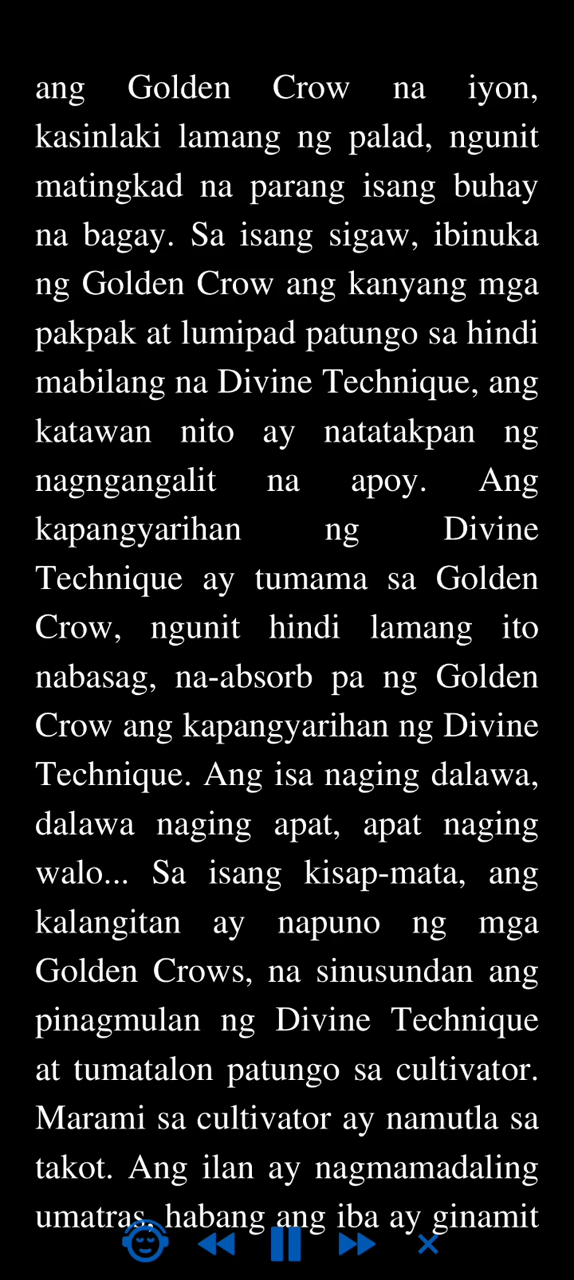 ang Golden Crow na iyon,
kasinlaki lamang ng palad, ngunit
matingkad na parang isang buhay
na bagay. Sa isang sigaw, ibinuka
ng Golden Crow ang kanyang mga
pakpak at lumipad patungo sa hindi
mabilang na Divine Technique, ang
katawan nito ay natatakpan ng
nagngangalit na apoy. Ang
kapangyarihan ng Divine
Technique ay tumama sa Golden
Crow, ngunit hindi lamang ito
nabasag, na-absorb pa ng Golden
Crow ang kapangyarihan ng Divine
Technique. Ang isa naging dalawa,
dalawa naging apat, apat naging
walo... Sa isang kisap-mata, ang
kalangitan ay napuno ng mga
Golden Crows, na sinusundan ang
pinagmulan ng Divine Technique
at tumatalon patungo sa cultivator.
Marami sa cultivator ay namutla sa
takot. Ang ilan ay nagmamadaling
umatras, habang ang iba ay ginamit